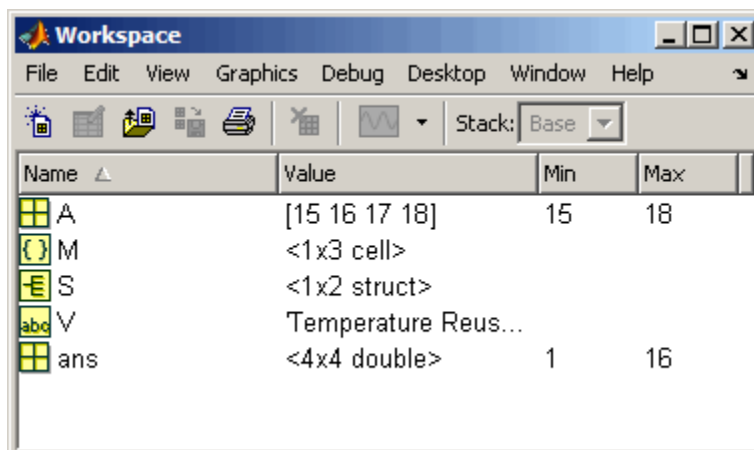 Workspace
File Edit View Graphics Debug Desktop Window Help
Stack: Base
Name Value Min Max
A [15 16 17 18] 15 18
{} M <1x3 cell>
S <1x2 struct>
abc V 'Temperature Reus...
ans <4x4 double> 1 16